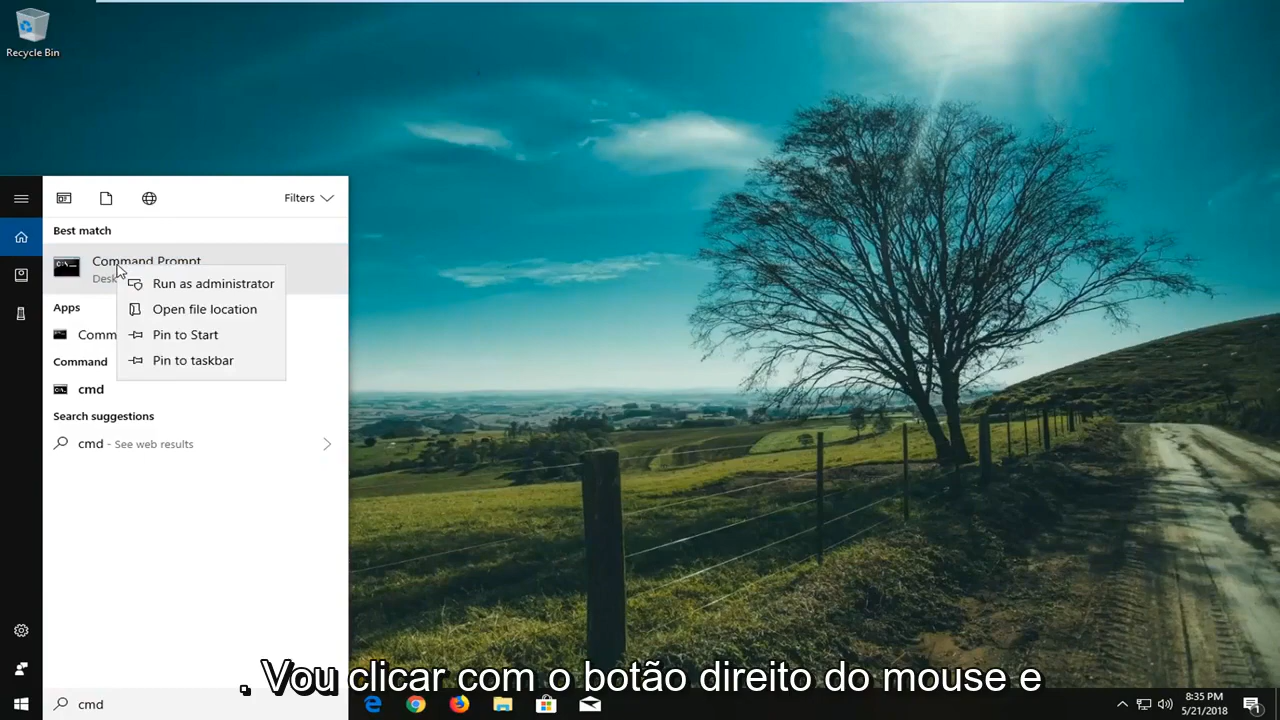 Recycle Bin
Filters
Best match
Command Prompt
Desk
Run as administrator
Apps
Open file location
Comm
Pin to Start
Command
Pin to taskbar
cmd
Search suggestions
cmd - See web results
. Vou clicar com o botão direito do mouse e
cmd
8:35 PM
5/21/2018
1